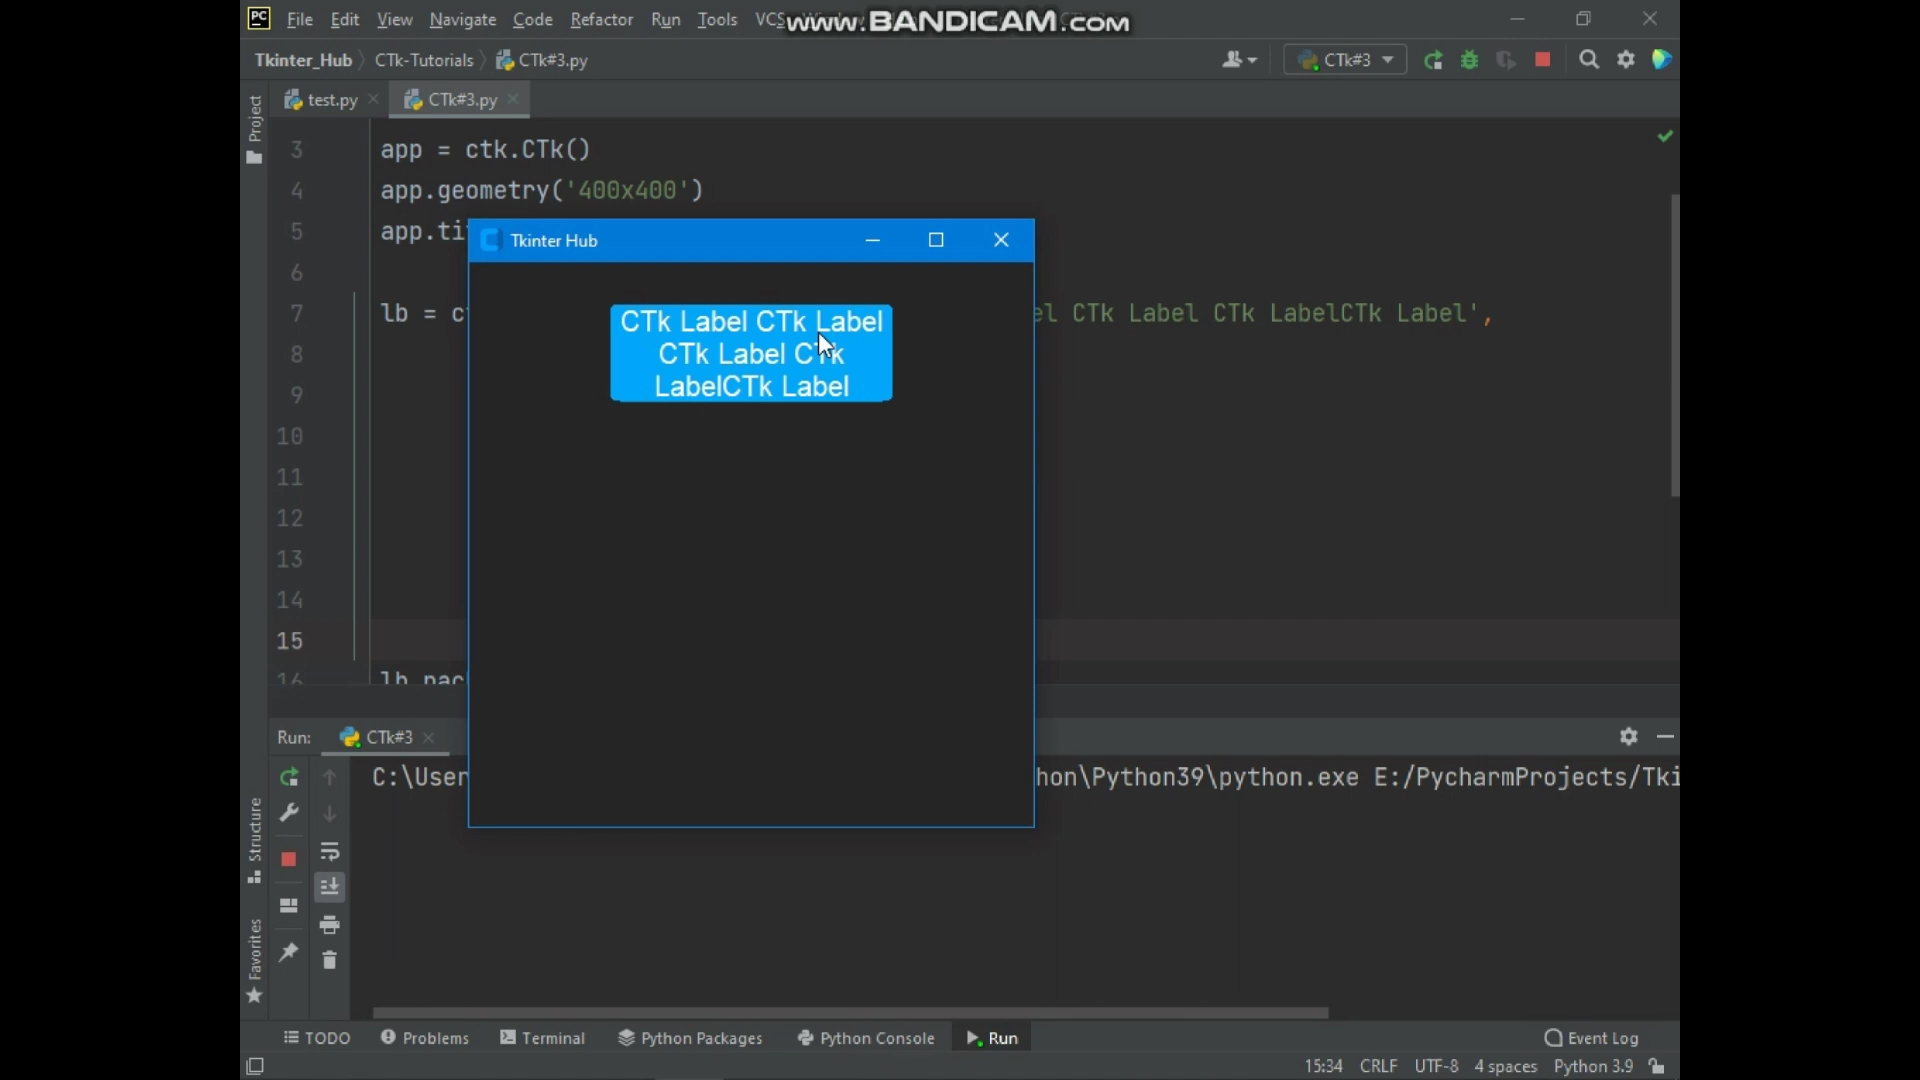 PC File Edit View Navigate Code Refactor Run Tools VCS
www.BANDICAM.COM
Tkinter_Hub CTk-Tutorials CTk#3.py
CTk#3
test.py CTk#3.py
Project
3 app = ctk.CTk()
4 app.geometry('400x400')
5 app.ti
6
7 lb = c el CTk Label CTk LabelCTk Label',
8
9
10
11
12
13
14
15
16 lb pac
Tkinter Hub
CTk Label CTk Label
CTk Label CTk
LabelCTk Label
Run: CTk#3
C:\User hon\Python39\python.exe E:/PycharmProjects/Tki
Structure
Favorites
TODO Problems Terminal Python Packages Python Console Run Event Log
15:34 CRLF UTF-8 4 spaces Python 3.9